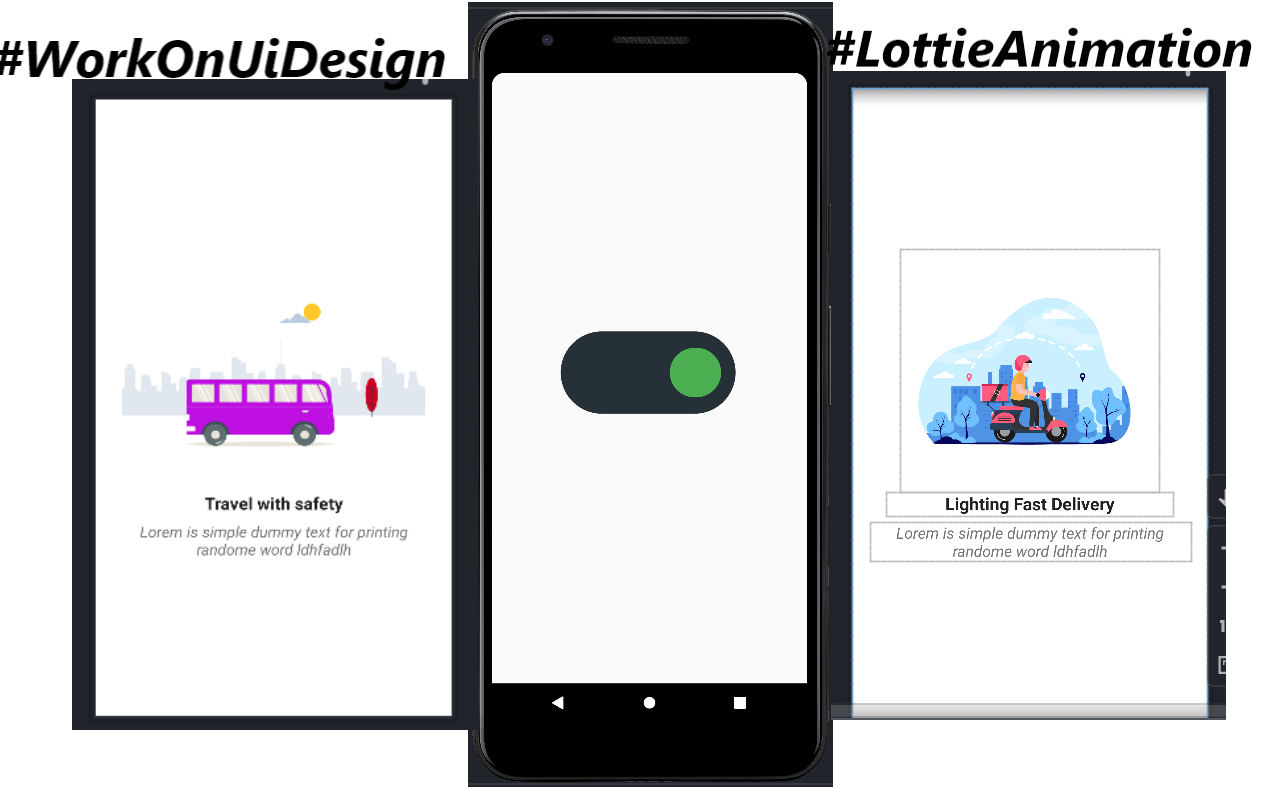 #WorkOnUiDesign
#LottieAnimation
Travel with safety
Lorem is simple dummy text for printing
randome word ldhfadlh
Lighting Fast Delivery
Lorem is simple dummy text for printing
randome word ldhfadlh